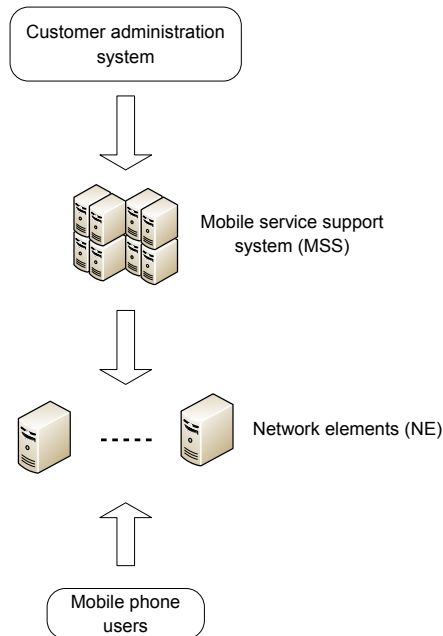 Customer administration
system
Mobile service support
system (MSS)
Network elements (NE)
Mobile phone
users